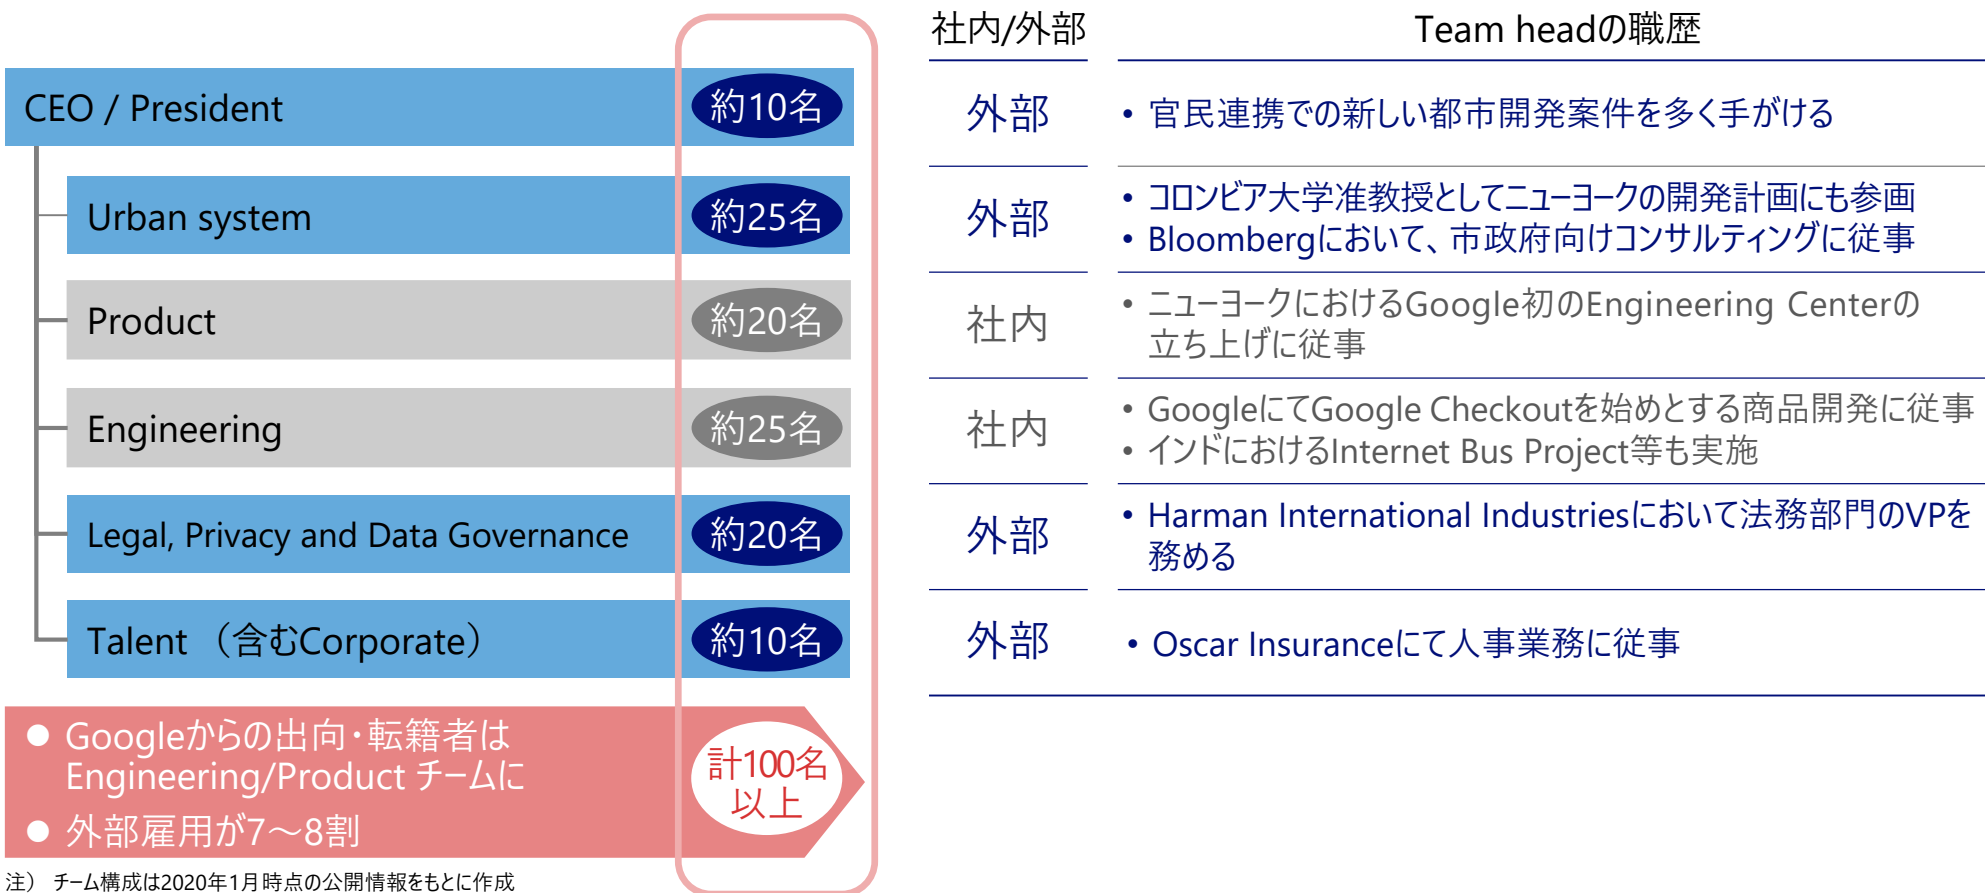 社内/外部 Team headの職歴
CEO / President 約10名 外部 • 官民連携での新しい都市開発案件を多く手がける
Urban system 約25名 外部 • コロンビア大学准教授としてニューヨークの開発計画にも参画
• Bloombergにおいて、市政府向けコンサルティングに従事
Product 約20名 社内 • ニューヨークにおけるGoogle初のEngineering Centerの
立ち上げに従事
Engineering 約25名 社内 • GoogleにてGoogle Checkoutを始めとする商品開発に従事
• インドにおけるInternet Bus Project等も実施
Legal, Privacy and Data Governance 約20名 外部 • Harman International Industriesにおいて法務部門のVPを
務める
Talent （含むCorporate） 約10名 外部 • Oscar Insuranceにて人事業務に従事
● Googleからの出向・転籍者は
Engineering/Product チームに
● 外部雇用が7～8割
計100名
以上
注） チーム構成は2020年1月時点の公開情報をもとに作成